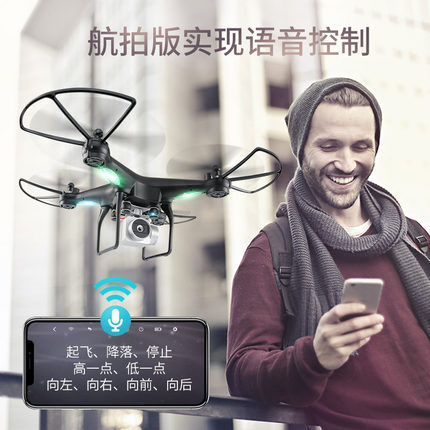 航拍版实现语音控制
起飞、降落、停止
高一点、低一点
向左、向右、向前、向后